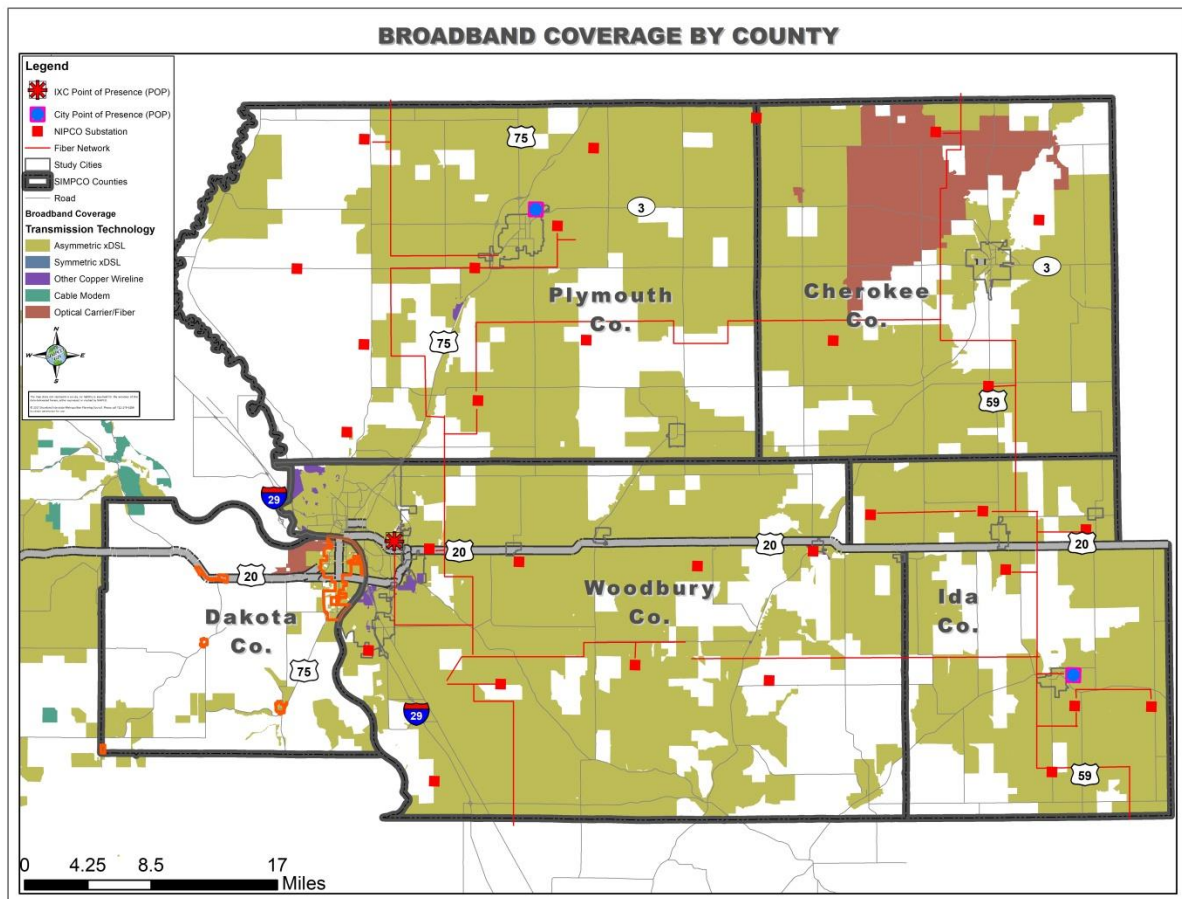 BROADBAND COVERAGE BY COUNTY
Legend
IXC Point of Presence (POP)
City Point of Presence (POP)
NIPCO Substation
Fiber Network
Study Cities
SIMPCO Counties
Road
Broadband Coverage
Transmission Technology
Asymmetric xDSL
Symmetric xDSL
Other Copper Wireline
Cable Modem
Optical Carrier/Fiber
N
W
E
S
75
3
Plymouth
Co.
Cherokee
Co.
3
75
59
29
20
20
20
20
Woodbury
Co.
Ida
Co.
Dakota
Co.
75
29
59
0 4.25 8.5 17
Miles